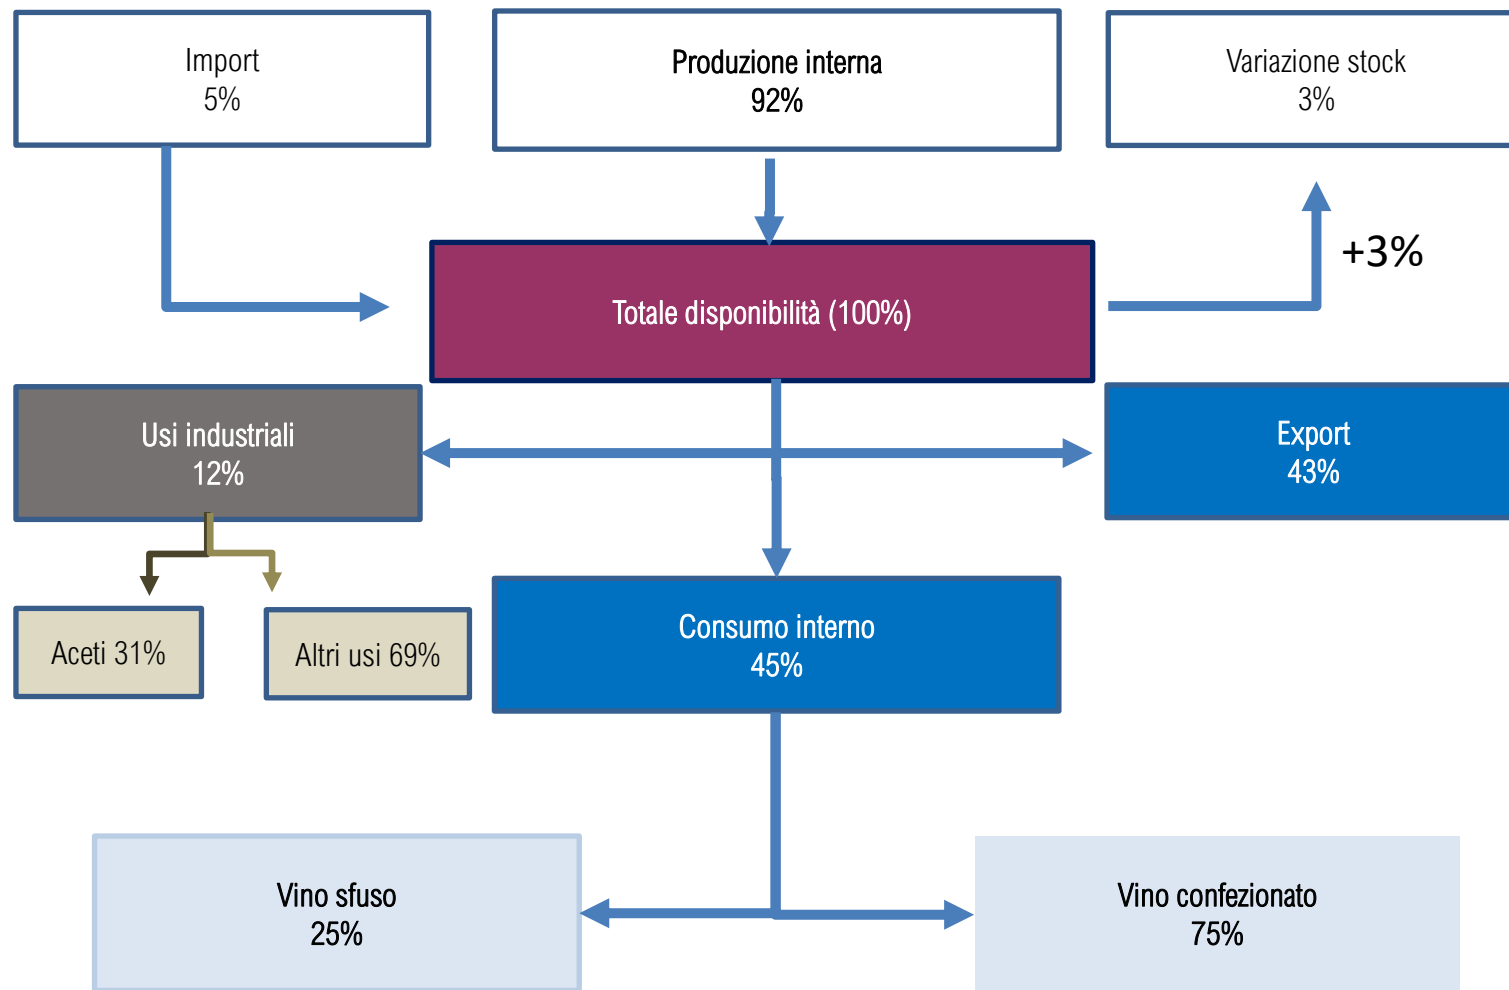 Import
5%
Produzione interna
92%
Variazione stock
3%
+3%
Totale disponibilità (100%)
Usi industriali
12%
Export
43%
Aceti 31%
Altri usi 69%
Consumo interno
45%
Vino sfuso
25%
Vino confezionato
75%